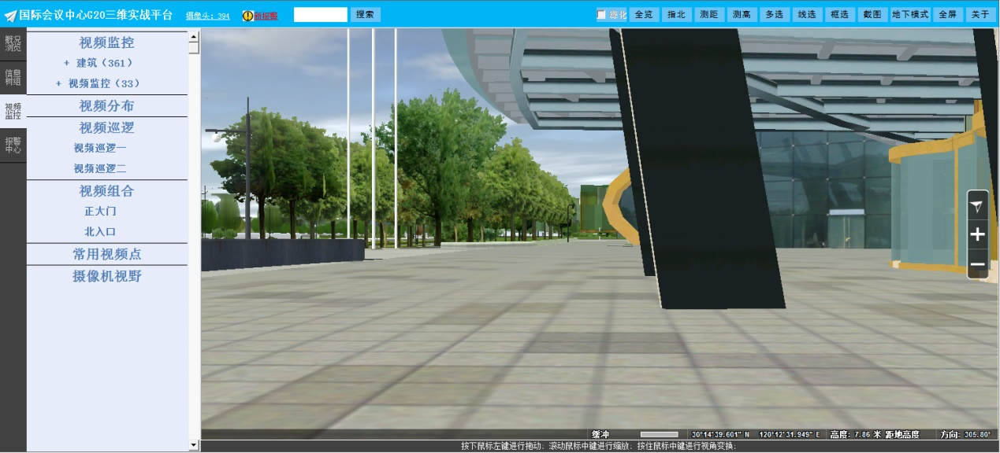 国际会议中心G20三维实战平台 摄像头: 394 新报警 搜索 绿化 全览 指北 测距 测高 多选 线选 框选 截图 地下模式 全屏 关于
概况浏览
信息树组
视频监控
报警中心
视频监控
+ 建筑（361）
+ 视频监控（33）
视频分布
视频巡逻
视频巡逻一
视频巡逻二
视频组合
正大门
北入口
常用视频点
摄像机视野
缓冲 30°14'39.601" N 120°12'31.949" E 高度: 7.86 米 距地高度 方向: 305.80°
按下鼠标左键进行拖动; 滚动鼠标中键进行缩放; 按住鼠标中键进行视角变换;